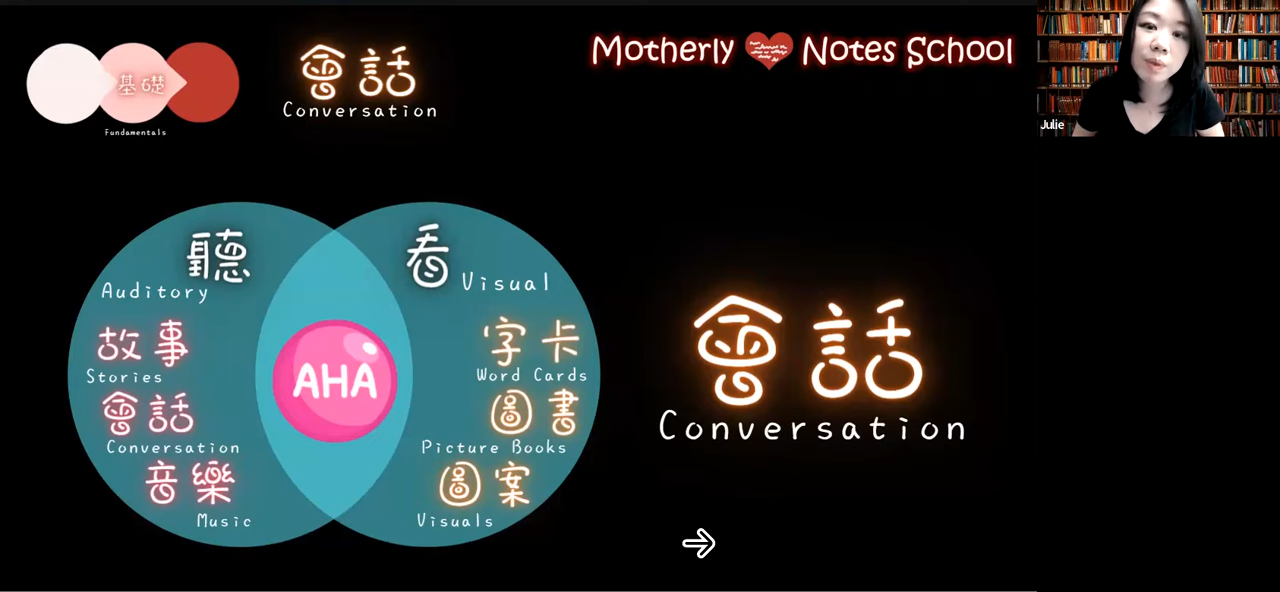 基礎
Fundamentals
會話
Conversation
Motherly Notes School
Julie
聽
Auditory
故事
Stories
會話
Conversation
音樂
Music
AHA
看
Visual
字卡
Word Cards
圖書
Picture Books
圖案
Visuals
會話
Conversation